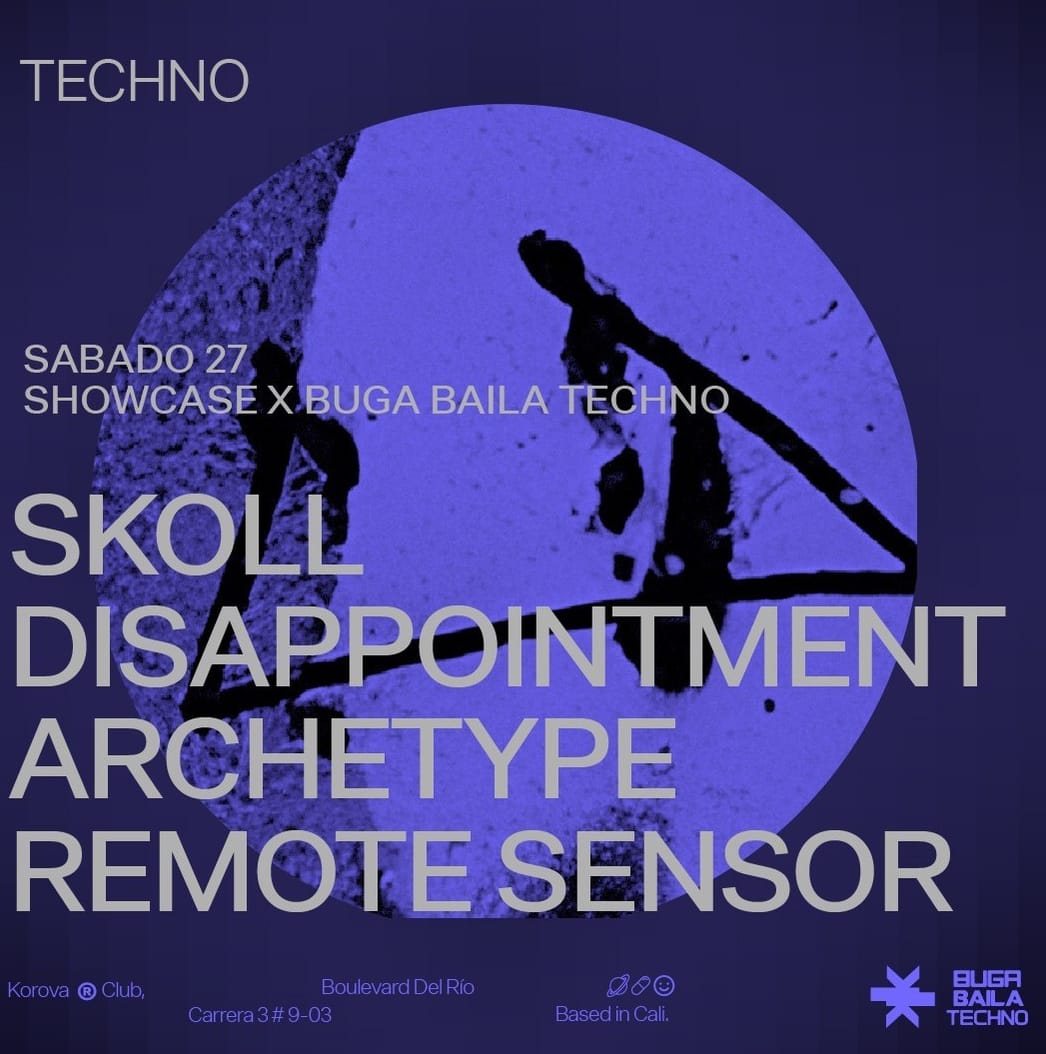 TECHNO
SABADO 27
SHOWCASE X BUGA BAILA TECHNO
SKOLL
DISAPPOINTMENT
ARCHETYPE
REMOTE SENSOR
Korova ® Club,
Carrera 3 # 9-03
Boulevard Del Río
Based in Cali.
BUGA
BAILA
TECHNO